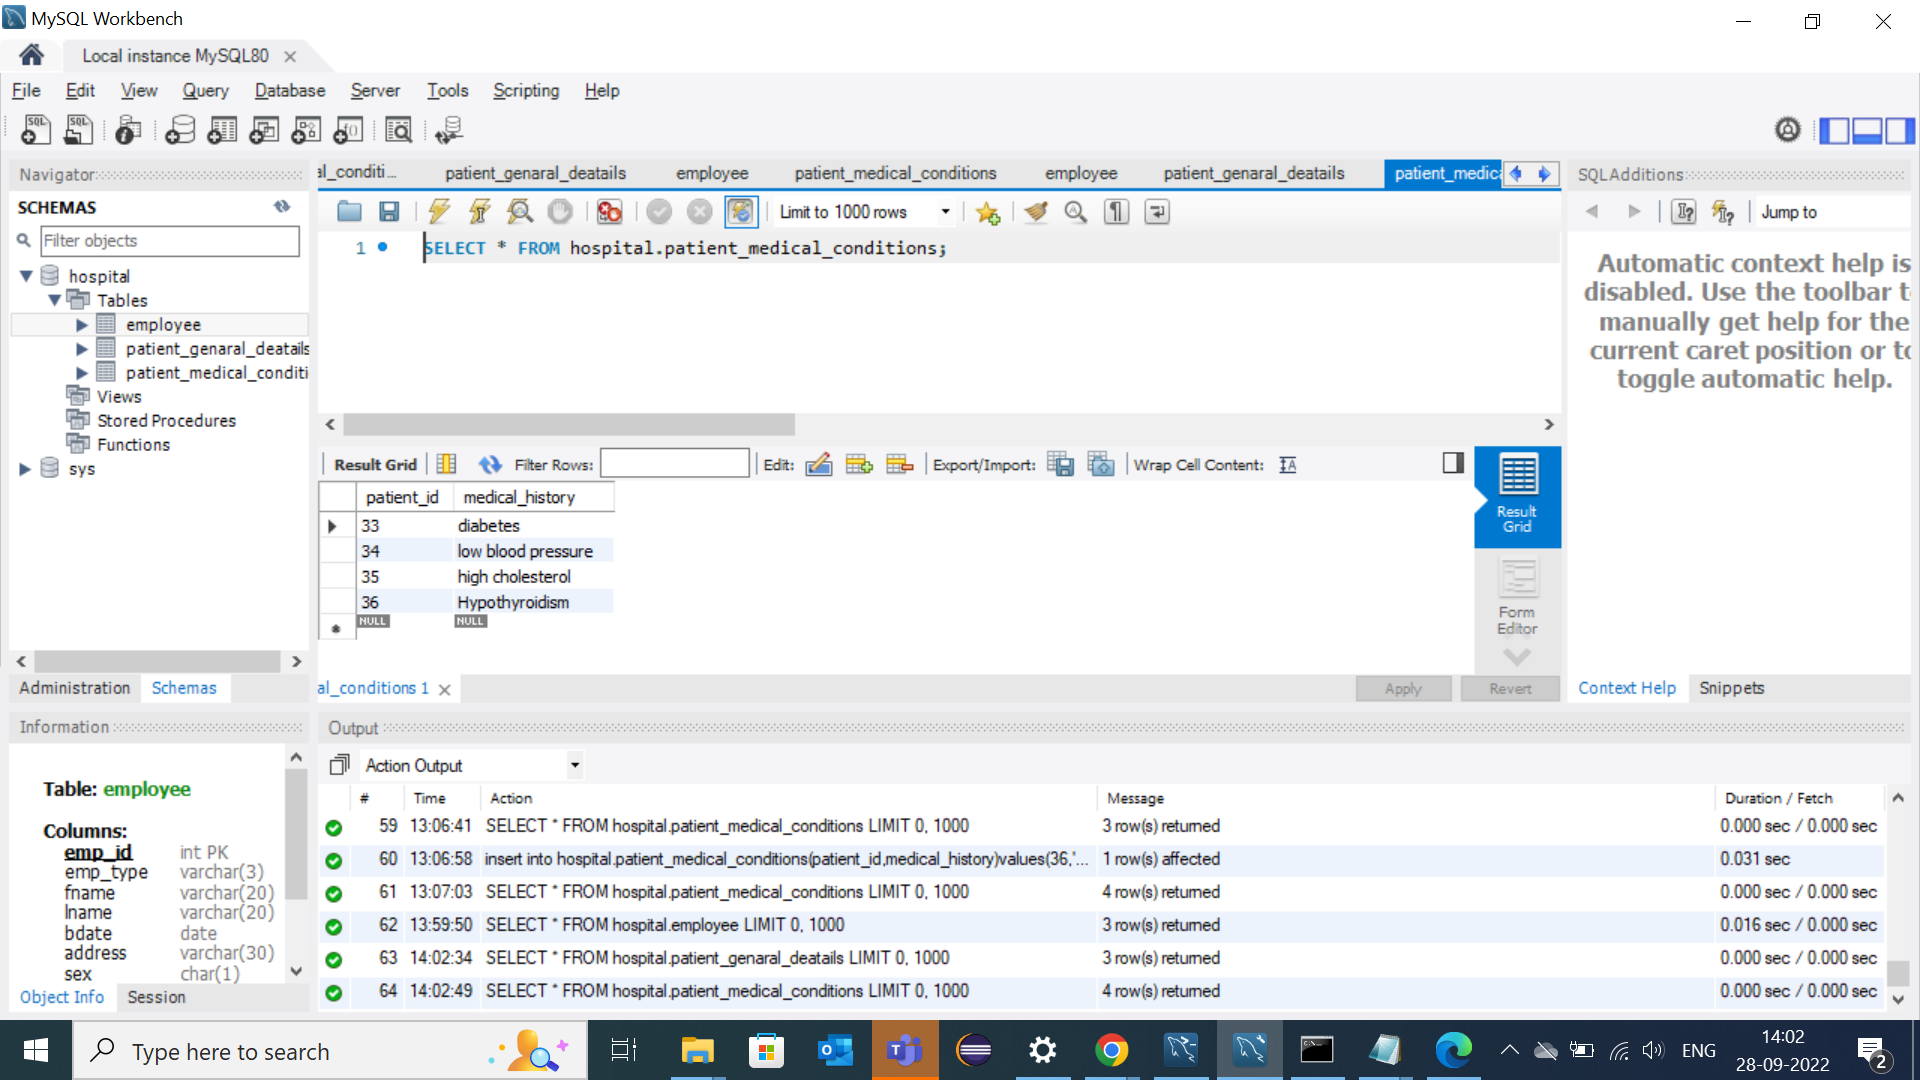 MySQL Workbench
Local instance MySQL80
File Edit View Query Database Server Tools Scripting Help
Navigator
SCHEMAS
Filter objects
hospital
Tables
employee
patient_genaral_deatails
patient_medical_conditi
Views
Stored Procedures
Functions
sys
Administration Schemas
Information
Table: employee
Columns:
emp_id int PK
emp_type varchar(3)
fname varchar(20)
lname varchar(20)
bdate date
address varchar(30)
sex char(1)
Object Info Session
al_conditi... patient_genaral_deatails employee patient_medical_conditions employee patient_genaral_deatails patient_medica
Limit to 1000 rows
1 SELECT * FROM hospital.patient_medical_conditions;
Result Grid Filter Rows: Edit: Export/Import: Wrap Cell Content:
patient_id medical_history
33 diabetes
34 low blood pressure
35 high cholesterol
36 Hypothyroidism
NULL NULL
Result
Grid
Form
Editor
al_conditions 1
Apply Revert
SQLAdditions
Jump to
Automatic context help is
disabled. Use the toolbar t
manually get help for the
current caret position or to
toggle automatic help.
Context Help Snippets
Output
Action Output
# Time Action Message Duration / Fetch
59 13:06:41 SELECT * FROM hospital.patient_medical_conditions LIMIT 0, 1000 3 row(s) returned 0.000 sec / 0.000 sec
60 13:06:58 insert into hospital.patient_medical_conditions(patient_id,medical_history)values(36,'... 1 row(s) affected 0.031 sec
61 13:07:03 SELECT * FROM hospital.patient_medical_conditions LIMIT 0, 1000 4 row(s) returned 0.000 sec / 0.000 sec
62 13:59:50 SELECT * FROM hospital.employee LIMIT 0, 1000 3 row(s) returned 0.016 sec / 0.000 sec
63 14:02:34 SELECT * FROM hospital.patient_genaral_deatails LIMIT 0, 1000 3 row(s) returned 0.000 sec / 0.000 sec
64 14:02:49 SELECT * FROM hospital.patient_medical_conditions LIMIT 0, 1000 4 row(s) returned 0.000 sec / 0.000 sec
Type here to search
ENG
14:02
28-09-2022
2